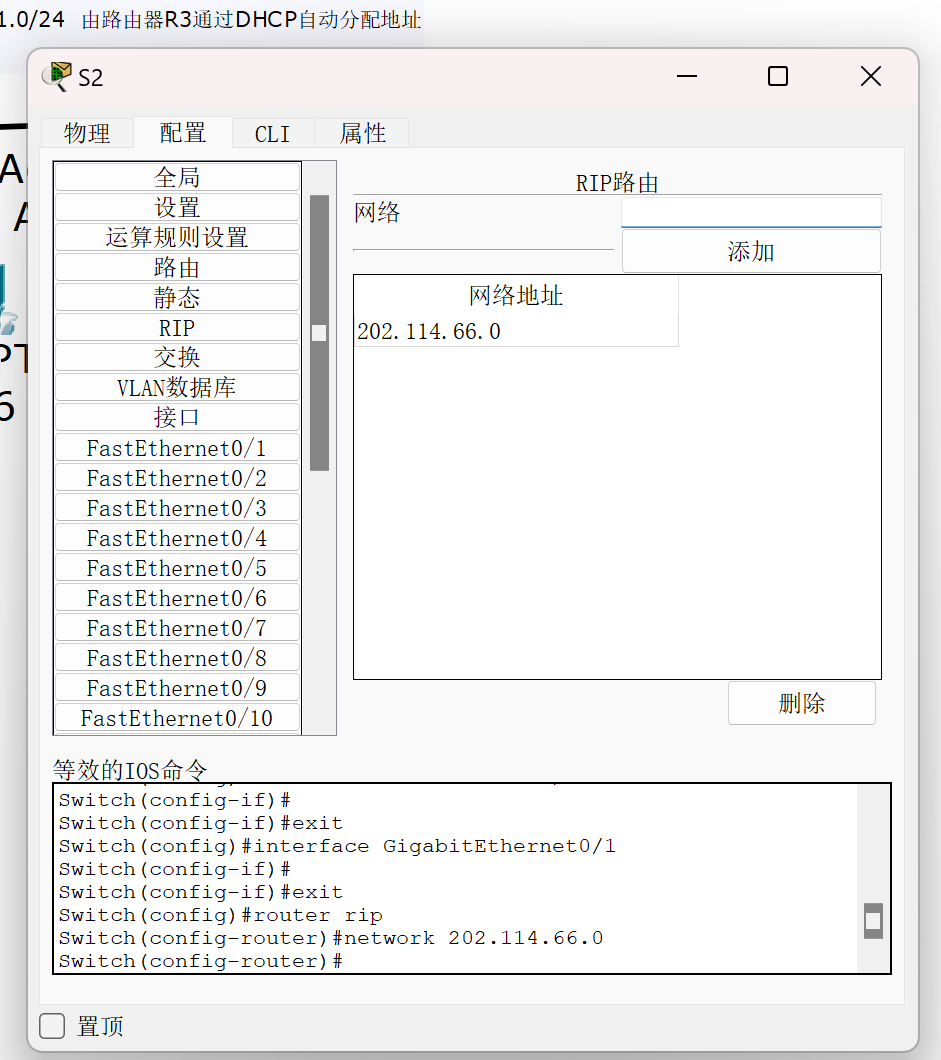 1.0/24 由路由器R3通过DHCP自动分配地址
S2
物理 配置 CLI 属性
全局
设置
运算规则设置
路由
静态
RIP
交换
VLAN数据库
接口
FastEthernet0/1
FastEthernet0/2
FastEthernet0/3
FastEthernet0/4
FastEthernet0/5
FastEthernet0/6
FastEthernet0/7
FastEthernet0/8
FastEthernet0/9
FastEthernet0/10
RIP路由
网络
添加
网络地址
202.114.66.0
删除
等效的IOS命令
Switch(config-if)#
Switch(config-if)#exit
Switch(config)#interface GigabitEthernet0/1
Switch(config-if)#
Switch(config-if)#exit
Switch(config)#router rip
Switch(config-router)#network 202.114.66.0
Switch(config-router)#
置顶
A
A
PT
6